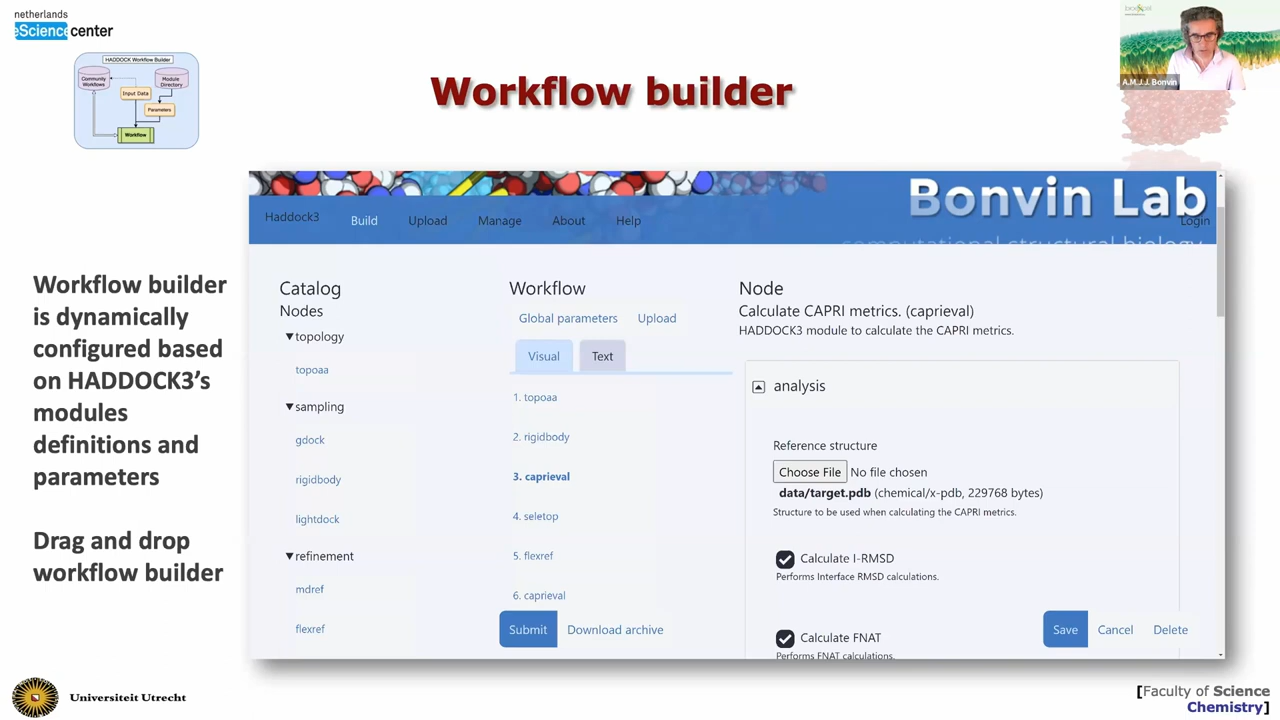 netherlands
eScience center
HADDOCK Workflow Builder
Community
Workflows
Module
Directory
Input Data
Parameters
Workflow
Workflow builder
A.M.J.J. Bonvin
Bonvin Lab
computational structural biology
Haddock3
Build
Upload
Manage
About
Help
Login
Workflow builder
is dynamically
configured based
on HADDOCK3’s
modules
definitions and
parameters
Drag and drop
workflow builder
Catalog
Nodes
▼topology
topoaa
▼sampling
gdock
rigidbody
lightdock
▼refinement
mdref
flexref
Workflow
Global parameters
Upload
Visual
Text
1. topoaa
2. rigidbody
3. caprieval
4. seletop
5. flexref
6. caprieval
Submit
Download archive
Node
Calculate CAPRI metrics. (caprieval)
HADDOCK3 module to calculate the CAPRI metrics.
analysis
Reference structure
Choose File No file chosen
data/target.pdb (chemical/x-pdb, 229768 bytes)
Structure to be used when calculating the CAPRI metrics.
Calculate I-RMSD
Performs Interface RMSD calculations.
Calculate FNAT
Performs FNAT calculations.
Save
Cancel
Delete
Universiteit Utrecht
[Faculty of Science
Chemistry]